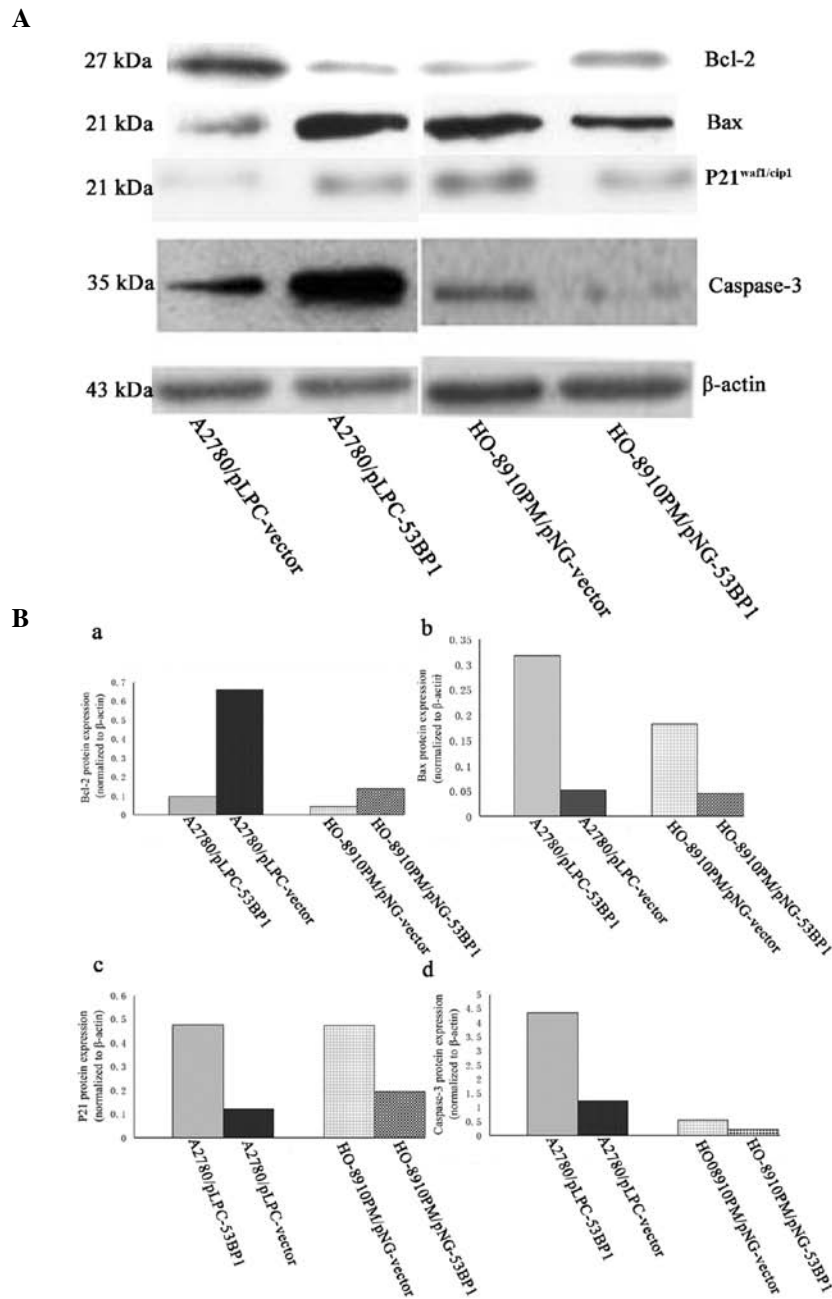 A
27 kDa
Bcl-2
21 kDa
Bax
21 kDa
P21waf1/cip1
35 kDa
Caspase-3
43 kDa
β-actin
A2780/pLPC-vector
A2780/pLPC-53BP1
HO-8910PM/pNG-vector
HO-8910PM/pNG-53BP1
B
a
Bcl-2 protein expression
(normalized to β-actin)
0.7
0.6
0.5
0.4
0.3
0.2
0.1
0
A2780/pLPC-53BP1
A2780/pLPC-vector
HO-8910PM/pNG-vector
HO-8910PM/pNG-53BP1
b
Bax protein expression
(normalized to β-actin)
0.35
0.3
0.25
0.2
0.15
0.1
0.05
0
A2780/pLPC-53BP1
A2780/pLPC-vector
HO-8910PM/pNG-vector
HO-8910PM/pNG-53BP1
c
P21 protein expression
(normalized to β-actin)
0.6
0.5
0.4
0.3
0.2
0.1
0
A2780/pLPC-53BP1
A2780/pLPC-vector
HO-8910PM/pNG-vector
HO-8910PM/pNG-53BP1
d
Caspase-3 protein expression
(normalized to β-actin)
5
4.5
4
3.5
3
2.5
2
1.5
1
0.5
0
A2780/pLPC-53BP1
A2780/pLPC-vector
HO08910PM/pNG-vector
HO-8910PM/pNG-53BP1